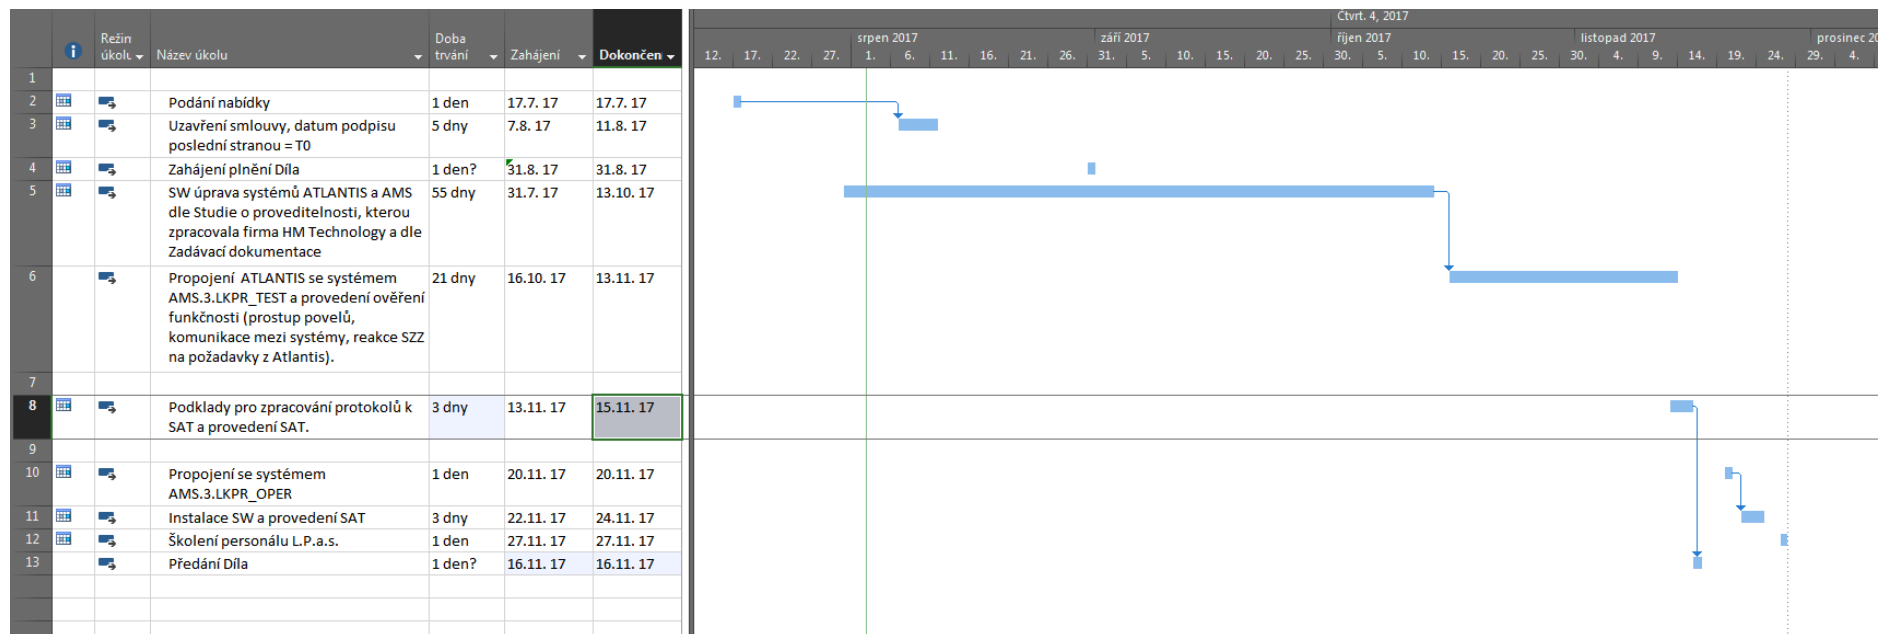 Čtvrt. 4, 2017
srpen 2017 září 2017 říjen 2017 listopad 2017
12. 17. 22. 27. 1. 6. 11. 16. 21. 26. 31. 5. 10. 15. 20. 25. 30. 5. 10. 15. 20. 25. 30. 4. 9. 14. 19. 24. 29. 4.
Režim
úkolu Název úkolu
Doba
trvání Zahájení Dokončen
1
2 Podání nabídky 1 den 17.7. 17 17.7. 17
3 Uzavření smlouvy, datum podpisu 5 dny 7.8. 17 11.8. 17
poslední stranou = T0
4 Zahájení plnění Díla 1 den? 31.8. 17 31.8. 17
5 SW úprava systémů ATLANTIS a AMS 55 dny 31.7. 17 13.10. 17
dle Studie o proveditelnosti, kterou
zpracovala firma HM Technology a dle
Zadávací dokumentace
6 Propojení ATLANTIS se systémem 21 dny 16.10. 17 13.11. 17
AMS.3.LKPR_TEST a provedení ověření
funkčnosti (prostup povelů,
komunikace mezi systémy, reakce SZZ
na požadavky z Atlantis).
7
8 Podklady pro zpracování protokolů k 3 dny 13.11. 17 15.11. 17
SAT a provedení SAT.
9
10 Propojení se systémem 1 den 20.11. 17 20.11. 17
AMS.3.LKPR_OPER
11 Instalace SW a provedení SAT 3 dny 22.11. 17 24.11. 17
12 Školení personálu L.P.a.s. 1 den 27.11. 17 27.11. 17
13 Předání Díla 1 den? 16.11. 17 16.11. 17